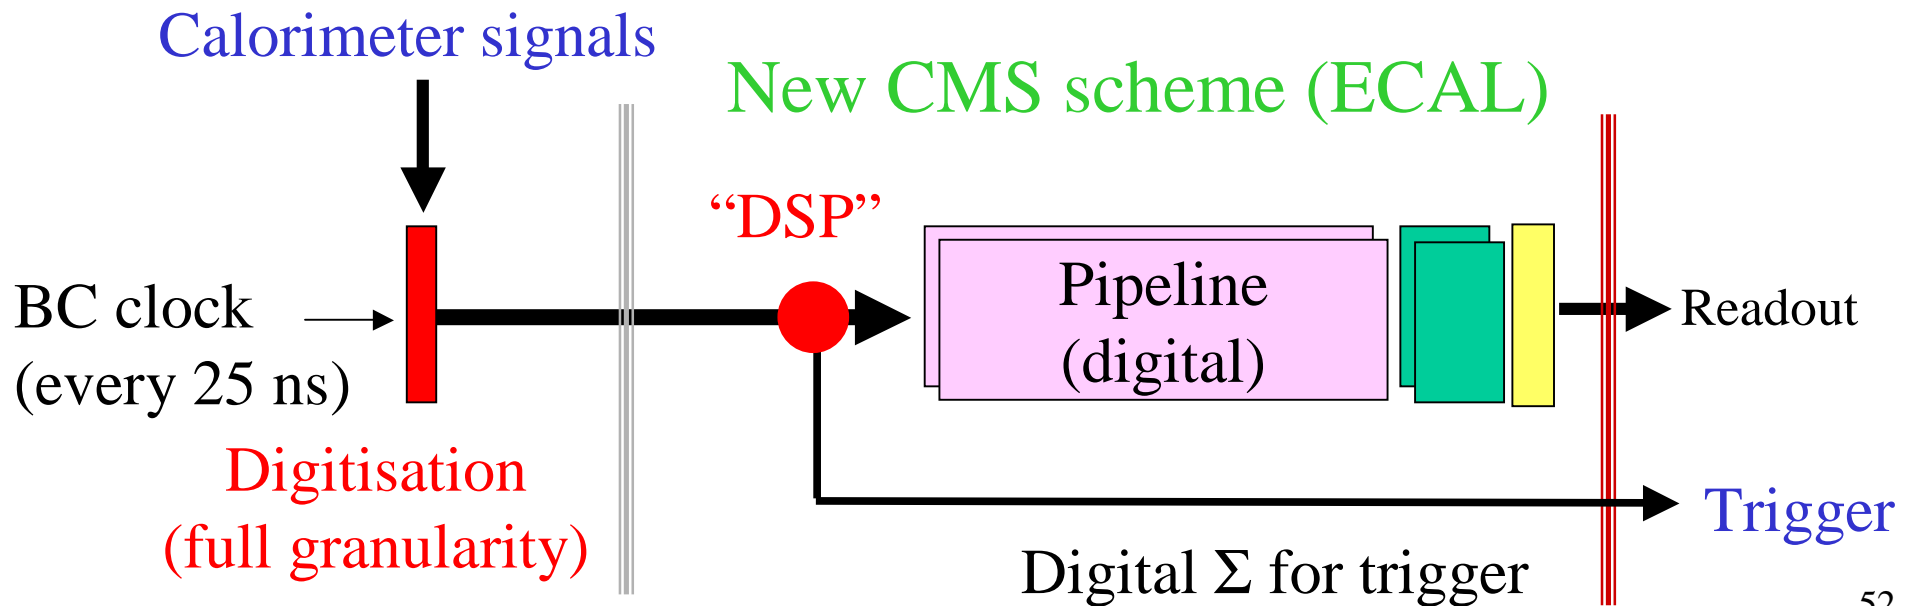 Calorimeter signals
New CMS scheme (ECAL)
“DSP”
BC clock
(every 25 ns)
Pipeline
(digital)
Readout
Digitisation
(full granularity)
Trigger
Digital Σ for trigger
52